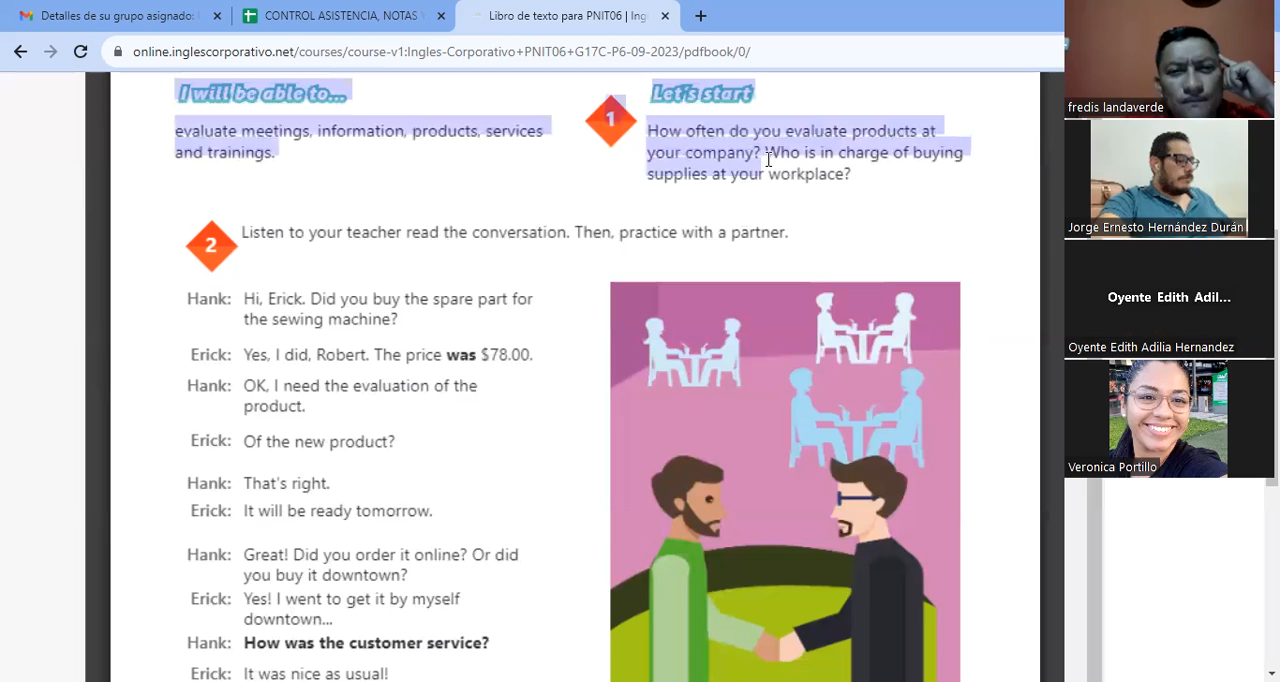 Detalles de su grupo asignado:
CONTROL ASISTENCIA, NOTAS
Libro de texto para PNIT06 | Ing
online.inglescorporativo.net/courses/course-v1:Ingles-Corporativo+PNIT06+G17C-P6-09-2023/pdfbook/0/
I will be able to...
evaluate meetings, information, products, services
and trainings.
Let's start
1
How often do you evaluate products at
your company? Who is in charge of buying
supplies at your workplace?
2
Listen to your teacher read the conversation. Then, practice with a partner.
Hank: Hi, Erick. Did you buy the spare part for
the sewing machine?
Erick: Yes, I did, Robert. The price was $78.00.
Hank: OK, I need the evaluation of the
product.
Erick: Of the new product?
Hank: That's right.
Erick: It will be ready tomorrow.
Hank: Great! Did you order it online? Or did
you buy it downtown?
Erick: Yes! I went to get it by myself
downtown...
Hank: How was the customer service?
Erick: It was nice as usual!
fredis landaverde
Jorge Ernesto Hernández Durán
Oyente Edith Adil...
Oyente Edith Adilia Hernandez
Veronica Portillo